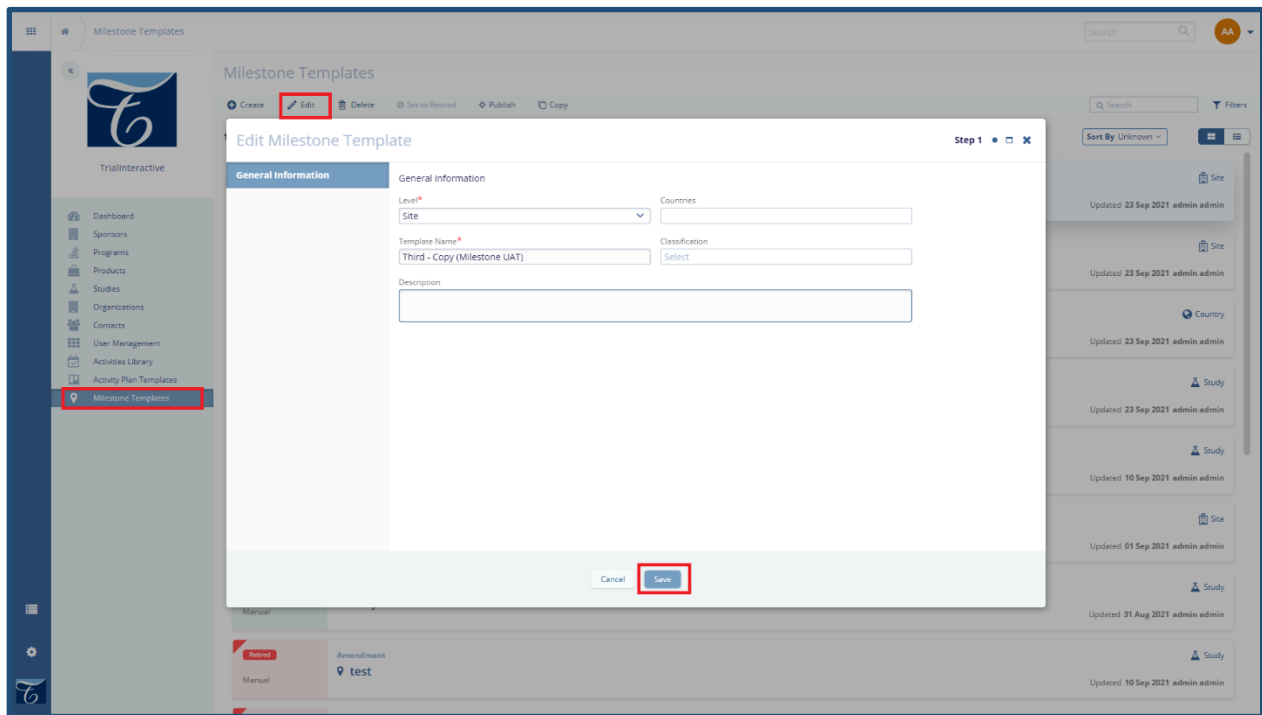 Milestone Templates
Search
AA
TrialInteractive
Dashboard
Sponsors
Programs
Products
Studies
Organizations
Contacts
User Management
Activities Library
Activity Plan Templates
Milestone Templates
Milestone Templates
Create Edit Delete Set to Retired Publish Copy
Search Filters
Sort By Unknown
Edit Milestone Template
Step 1
General Information
General Information
Level* Countries
Site
Template Name* Classification
Third - Copy (Milestone UAT) Select
Description
Cancel Save
Site
Updated 23 Sep 2021 admin admin
Site
Updated 23 Sep 2021 admin admin
Country
Updated 23 Sep 2021 admin admin
Study
Updated 23 Sep 2021 admin admin
Study
Updated 10 Sep 2021 admin admin
Site
Updated 01 Sep 2021 admin admin
Study
Manual Updated 31 Aug 2021 admin admin
Retired Amendment Study
test
Manual Updated 10 Sep 2021 admin admin